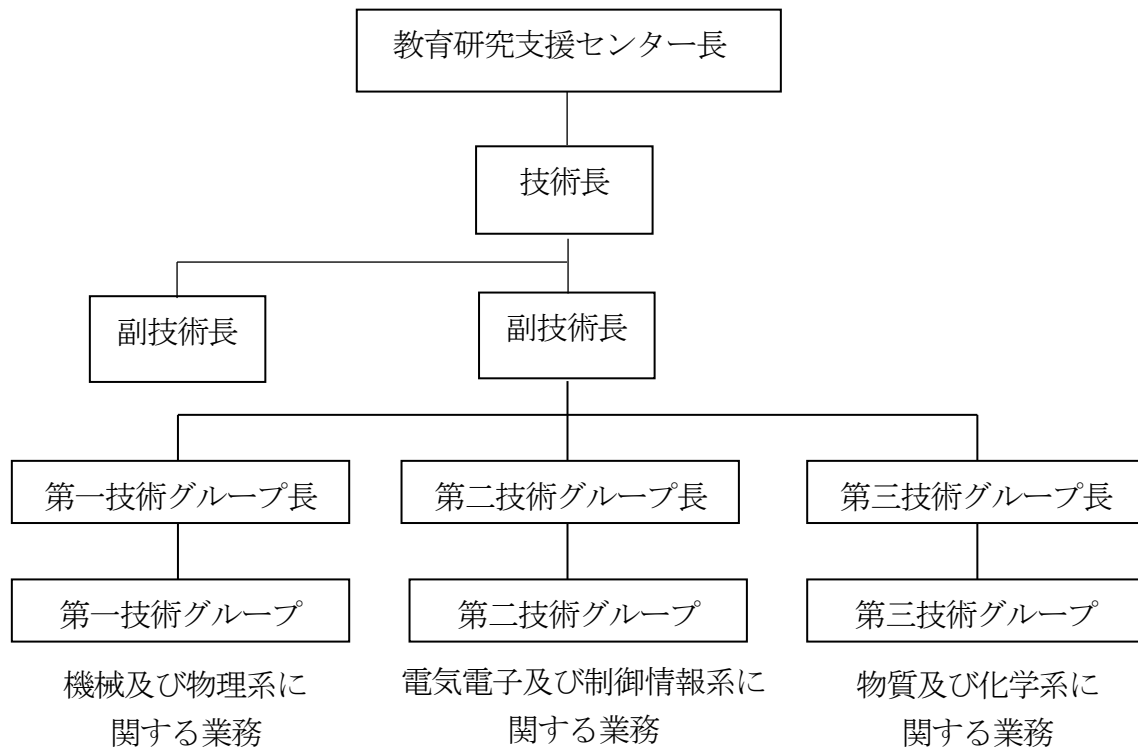 教育研究支援センター長
技術長
副技術長
副技術長
第一技術グループ長
第二技術グループ長
第三技術グループ長
第一技術グループ
第二技術グループ
第三技術グループ
機械及び物理系に
関する業務
電気電子及び制御情報系に
関する業務
物質及び化学系に
関する業務